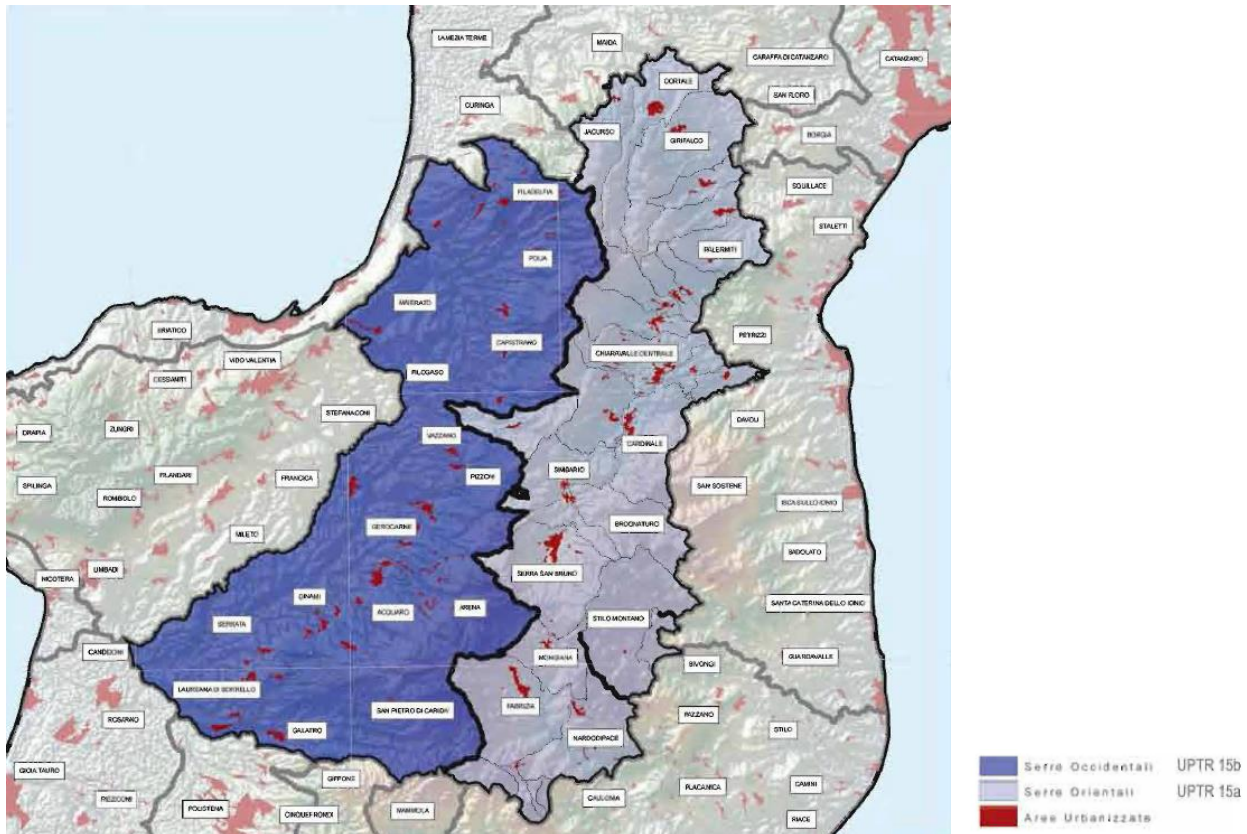 LAMEZIA TERME
MAIDA
CARAFFA DI CATANZARO
CATANZARO
CORTALE
SAN FLORO
CURINGA
JACURSO
GIRIFALCO
BORGIA
SQUILLACE
FILADELFIA
STALETTI
PALERMITI
POLIA
MAIERATO
BRIATICO
PETRIZZI
VIBO VALENTIA
CAPISTRANO
CHIARAVALLE CENTRALE
CESSANITI
FILOGASO
STEFANACONI
DAVOLI
DRAPIA
ZUNGRI
VAZZANO
CARDINALE
SIMBARIO
FILANDARI
FRANCICA
PIZZONI
SPILINGA
SAN SOSTENE
ROMBIOLO
ISCA SULLO IONIO
GEROCARNE
BROGNATURO
MILETO
BADOLATO
LIMBADI
NICOTERA
SERRA SAN BRUNO
DINAMI
ACQUARO
ARENA
SANTA CATERINA DELLO IONIO
SERRATA
STILO MONTANO
CANDIDONI
MONGIANA
GUARDAVALLE
BIVONGI
LAUREANA DI BORRELLO
FABRIZIA
SAN PIETRO DI CARIDA'
ROSARNO
PAZZANO
GALATRO
STILO
NARDODIPACE
GIOIA TAURO
GIFFONE
PLACANICA
CAMINI
RIZZICONI
POLISTENA
CINQUEFRONDI
MAMMOLA
CAULONIA
RIACE
Serre Occidentali UPTR 15b
Serre Orientali UPTR 15a
Aree Urbanizzate